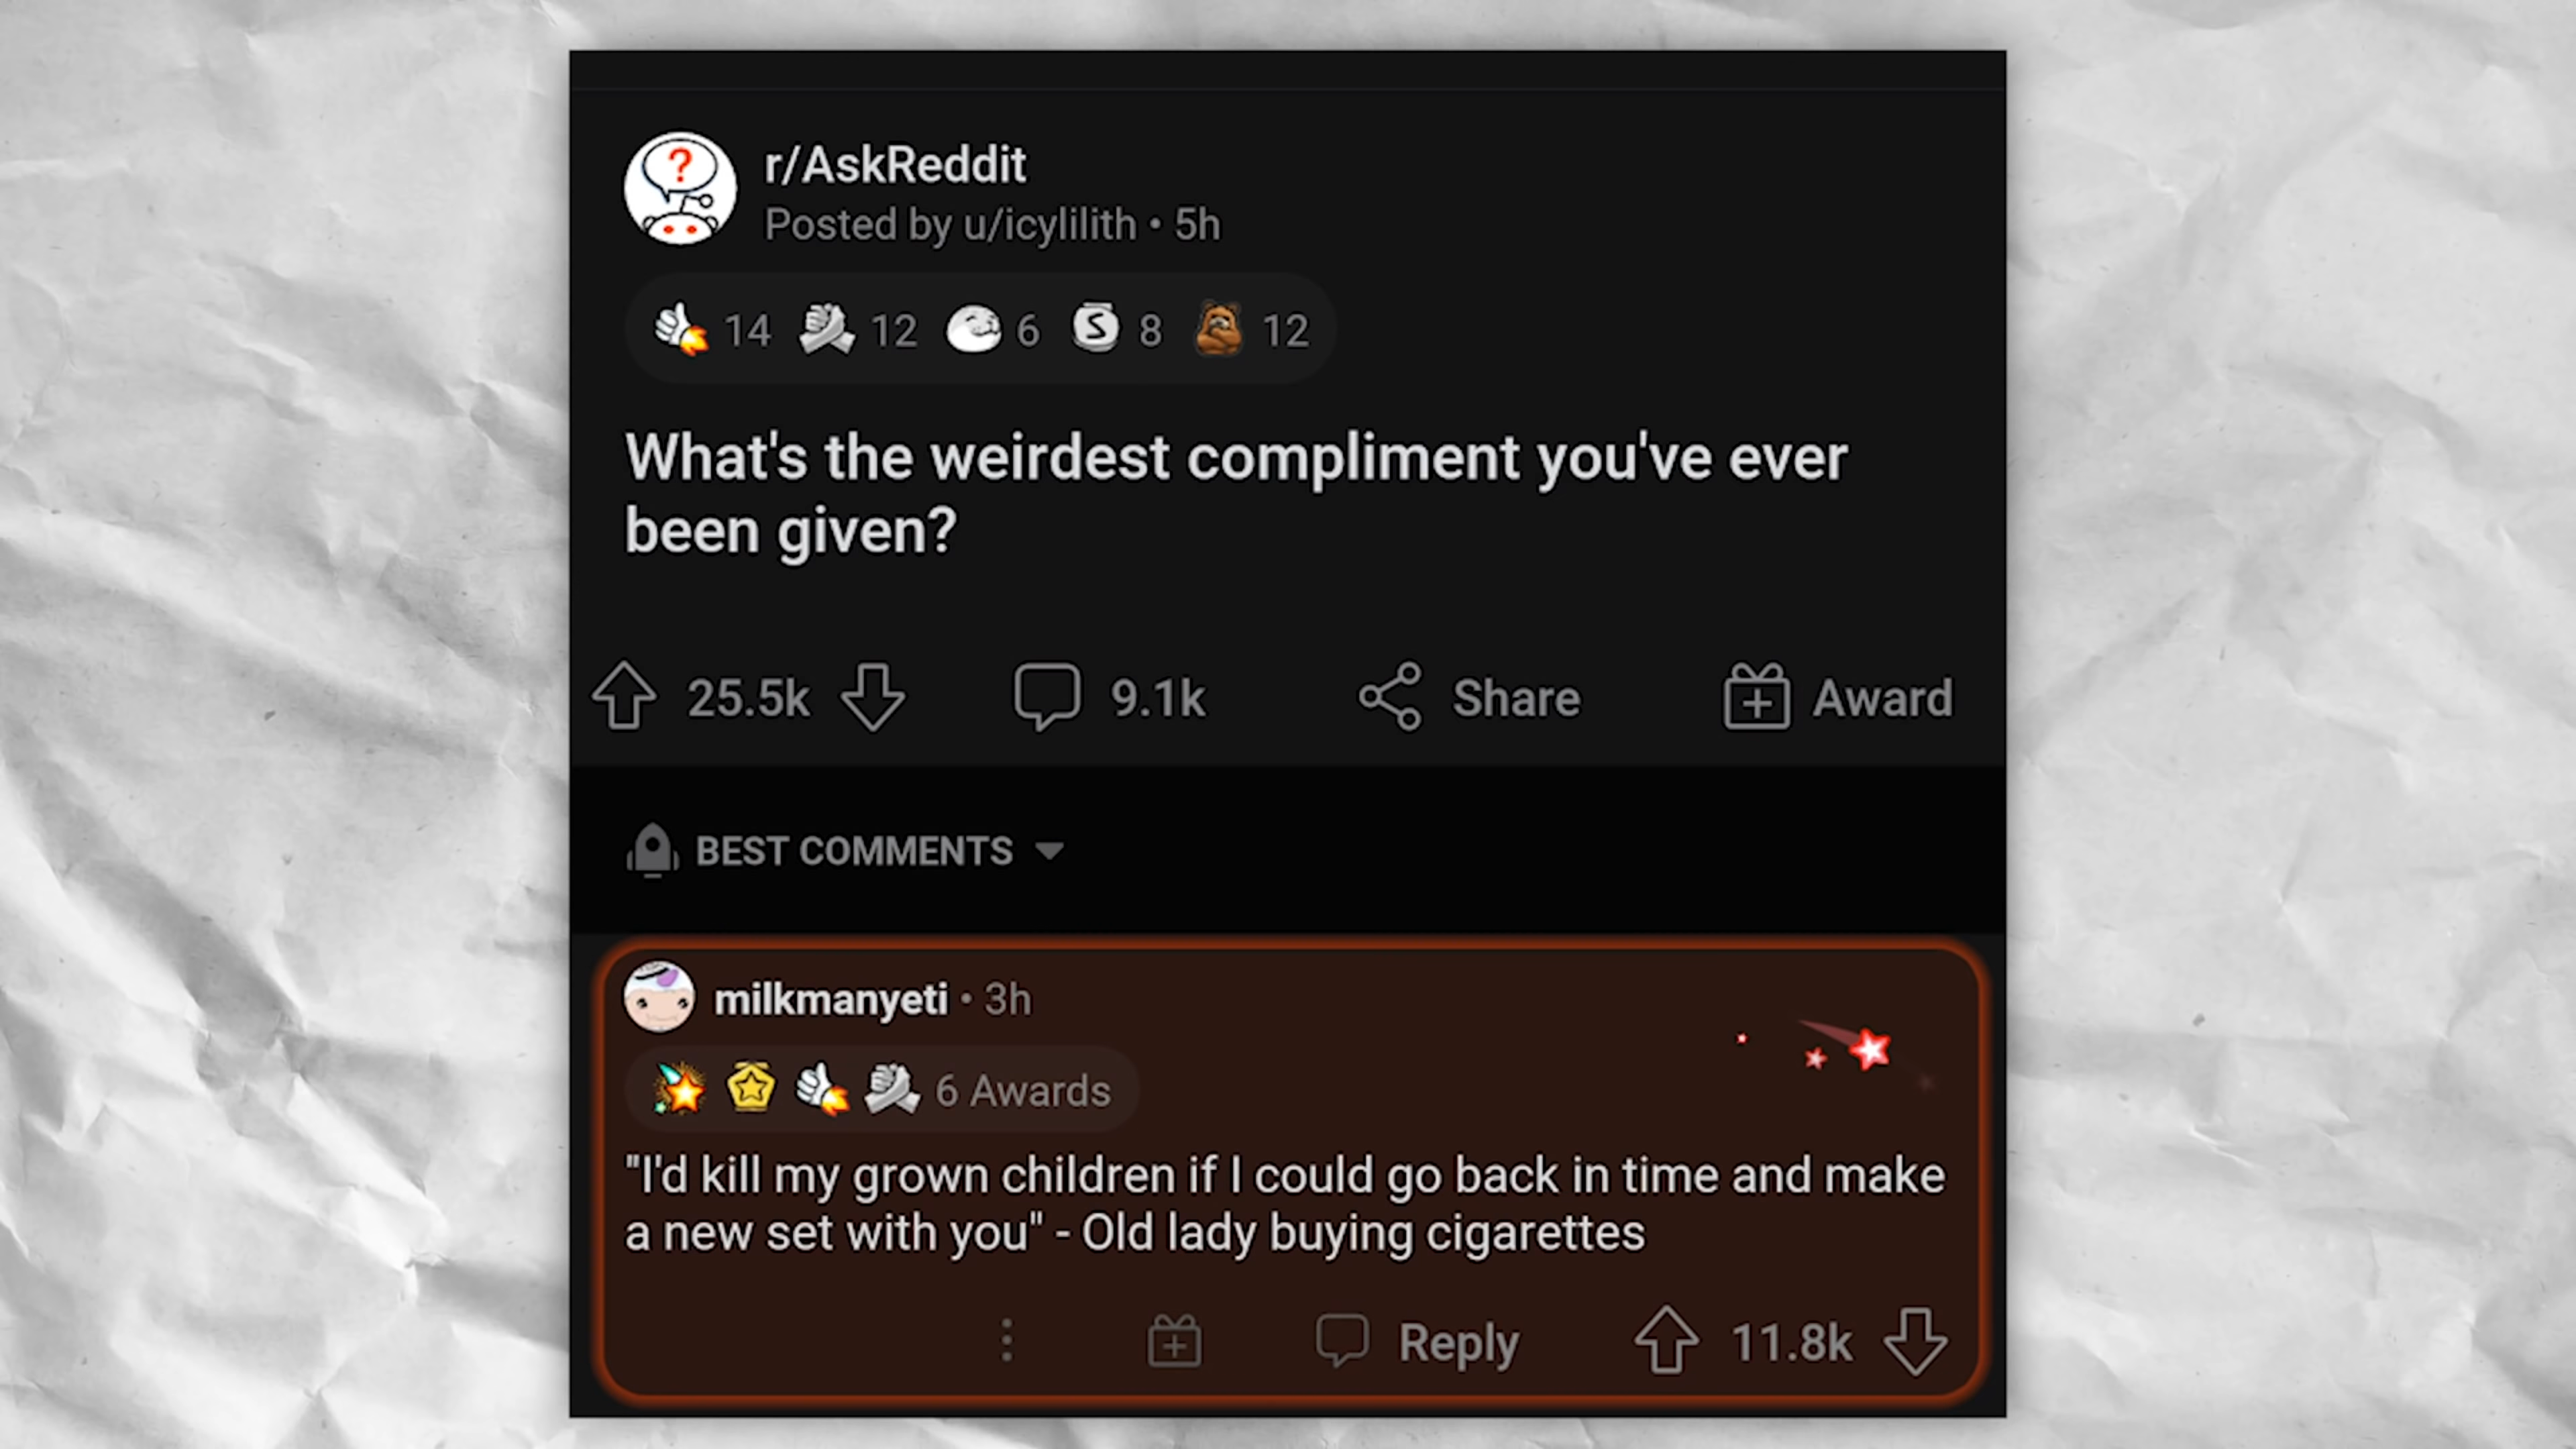 ?
r/AskReddit
Posted by u/icylilith • 5h
14 12 6 S 8 12
What's the weirdest compliment you've ever
been given?
25.5k 9.1k Share Award
BEST COMMENTS
milkmanyeti • 3h
6 Awards
"I'd kill my grown children if I could go back in time and make
a new set with you" - Old lady buying cigarettes
Reply 11.8k